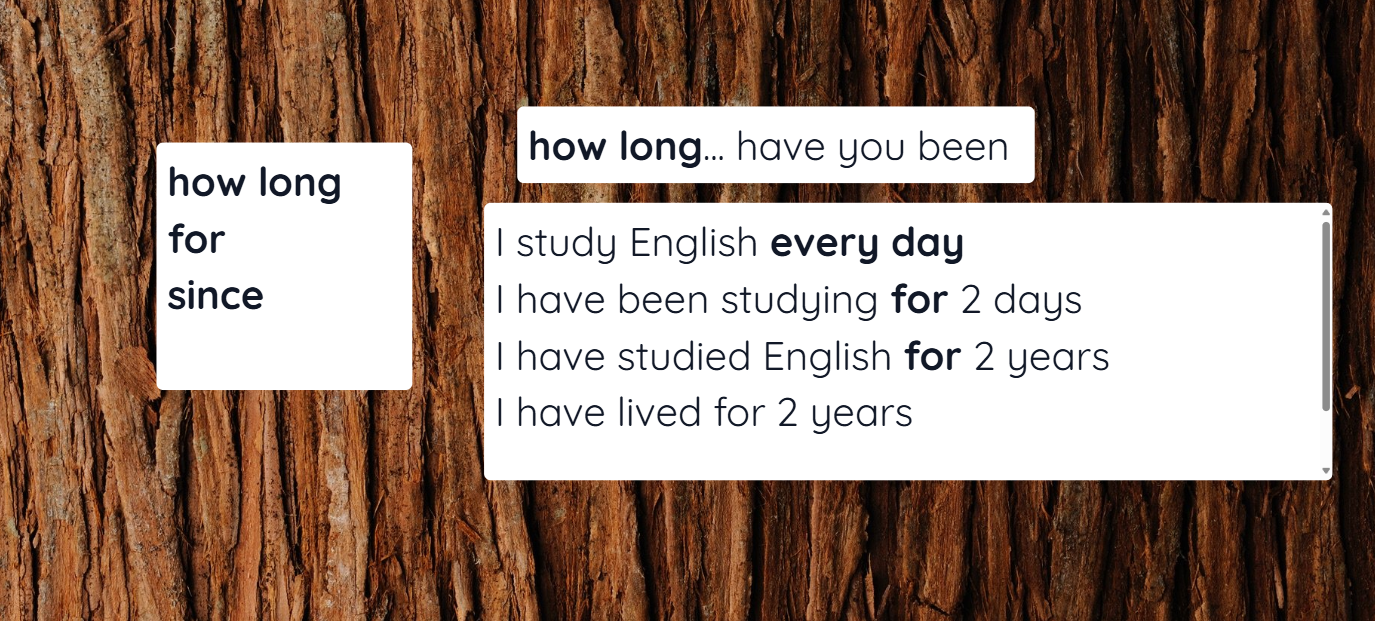 how long
for
since
how long... have you been
I study English every day
I have been studying for 2 days
I have studied English for 2 years
I have lived for 2 years